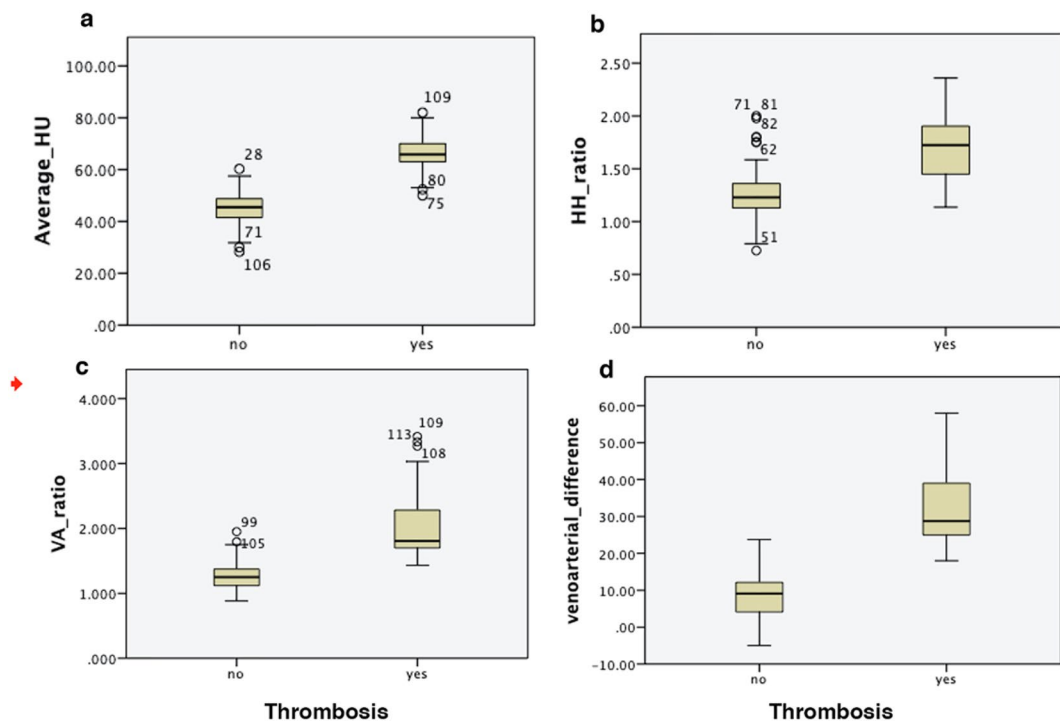 a
Average_HU
100.00
80.00
60.00
40.00
20.00
.00
109
28
80
75
71
106
no
yes
b
HH_ratio
2.50
2.00
1.50
1.00
.50
.00
71 81
82
62
51
no
yes
c
VA_ratio
4.000
3.000
2.000
1.000
.000
109
113
108
99
105
no
yes
Thrombosis
d
venoarterial_difference
60.00
50.00
40.00
30.00
20.00
10.00
.00
-10.00
no
yes
Thrombosis